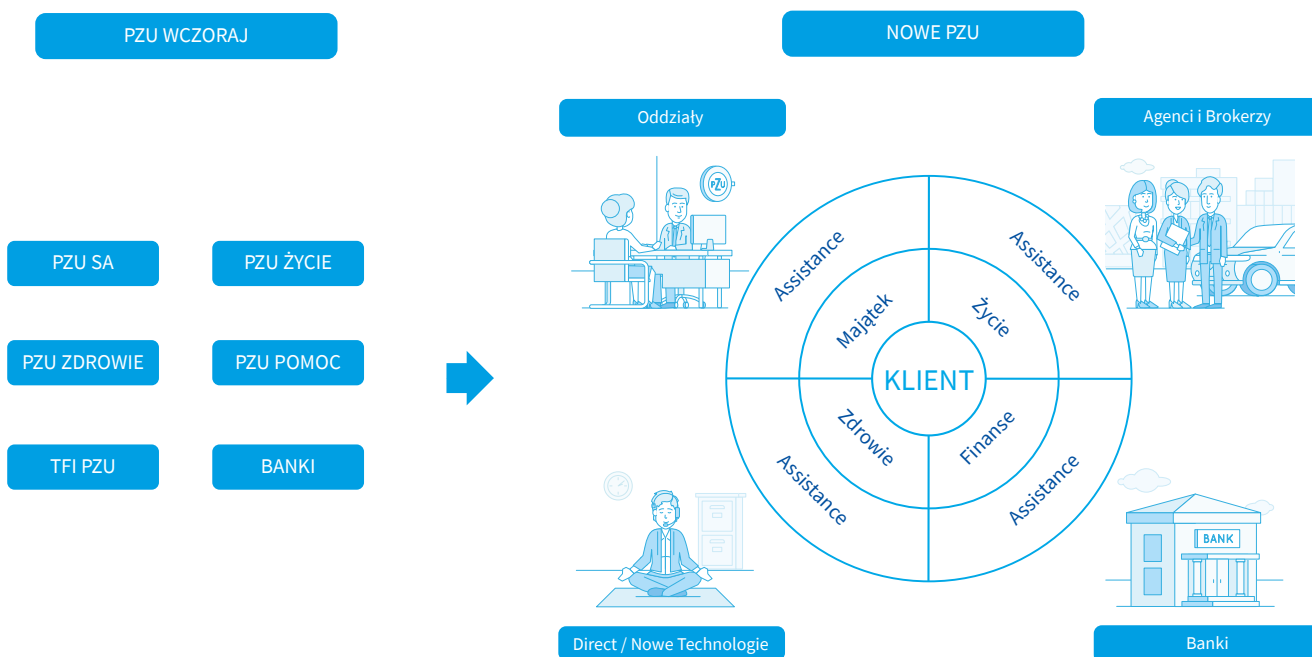 PZU WCZORAJ
NOWE PZU
Oddziały
Agenci i Brokerzy
PZU
PZU SA
PZU ŻYCIE
PZU ZDROWIE
PZU POMOC
TFI PZU
BANKI
Assistance
Assistance
Majątek
Życie
KLIENT
Zdrowie
Finanse
Assistance
Assistance
BANK
Direct / Nowe Technologie
Banki